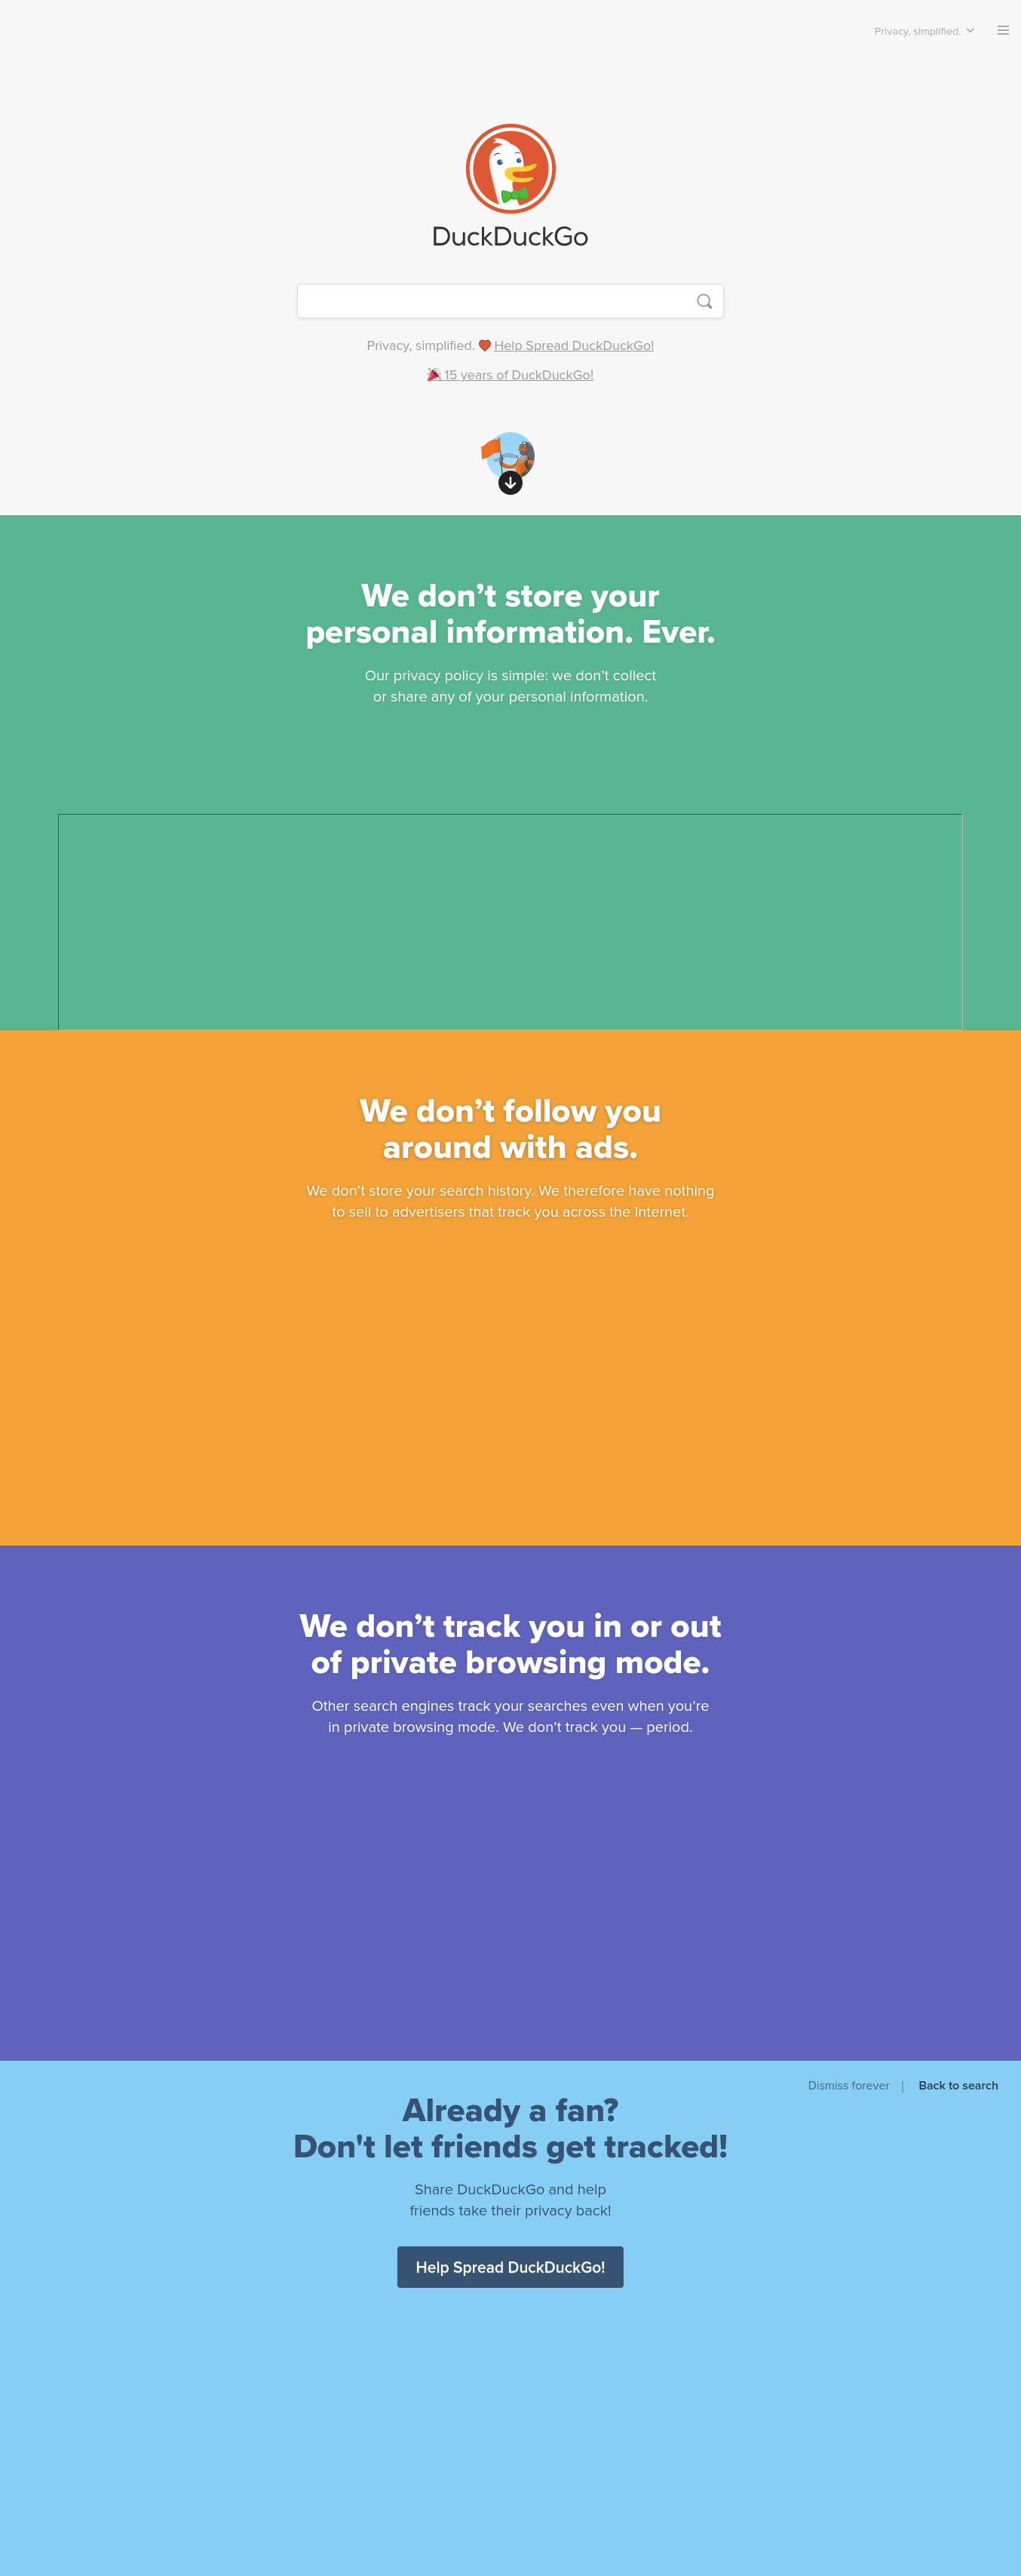 Privacy, simplified.
DuckDuckGo
Privacy, simplified. Help Spread DuckDuckGo!
15 years of DuckDuckGo!
We don’t store your
personal information. Ever.
Our privacy policy is simple: we don’t collect
or share any of your personal information.
We don’t follow you
around with ads.
We don’t store your search history. We therefore have nothing
to sell to advertisers that track you across the Internet.
We don’t track you in or out
of private browsing mode.
Other search engines track your searches even when you’re
in private browsing mode. We don’t track you — period.
Dismiss forever | Back to search
Already a fan?
Don't let friends get tracked!
Share DuckDuckGo and help
friends take their privacy back!
Help Spread DuckDuckGo!